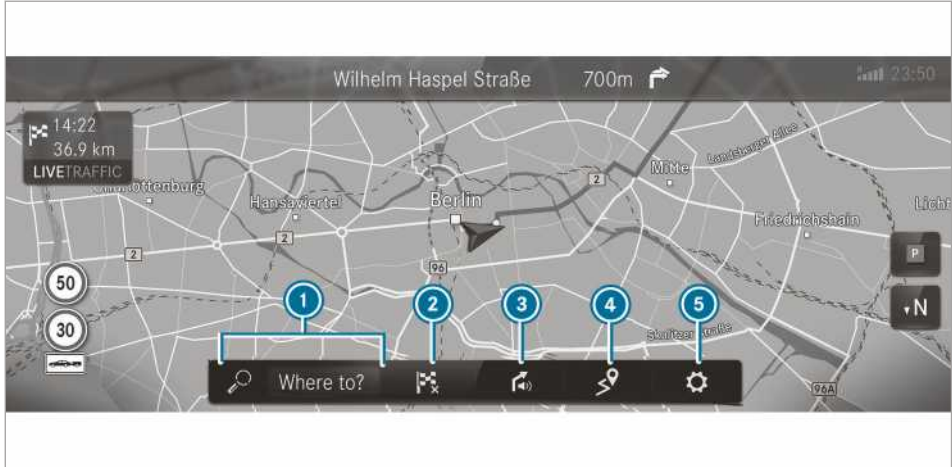 Wilhelm Haspel Straße 700m 23:50
14:22
36.9 km
LIVETRAFFIC
Mitte
Landsberger Allee
2
Hansaviertel
Berlin
Friedrichshain
Licht
2
2
96
P
N
50
30
1
2
3
4
5
Skalitzer Straße
Where to?
96A